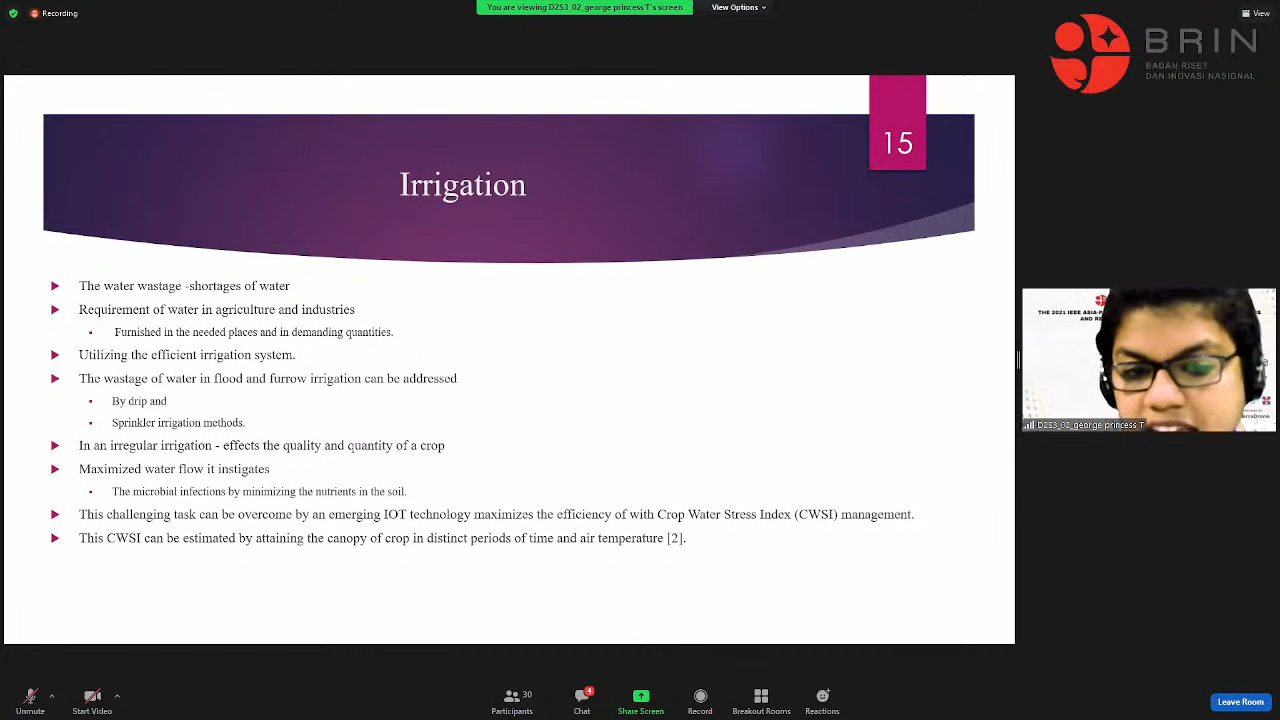 Recording
You are viewing D2S3_02_george princess T's screen
View Options
View
BRIN
BADAN RISET
DAN INOVASI NASIONAL
15
Irrigation
The water wastage -shortages of water
Requirement of water in agriculture and industries
Furnished in the needed places and in demanding quantities.
Utilizing the efficient irrigation system.
The wastage of water in flood and furrow irrigation can be addressed
By drip and
Sprinkler irrigation methods.
In an irregular irrigation - effects the quality and quantity of a crop
Maximized water flow it instigates
The microbial infections by minimizing the nutrients in the soil.
This challenging task can be overcome by an emerging IOT technology maximizes the efficiency of with Crop Water Stress Index (CWSI) management.
This CWSI can be estimated by attaining the canopy of crop in distinct periods of time and air temperature [2].
THE 2021 IEEE ASIA-P
AND RE
D2S3_02_george princess T
Unmute
Start Video
Participants
30
Chat
4
Share Screen
Record
Breakout Rooms
Reactions
Leave Room